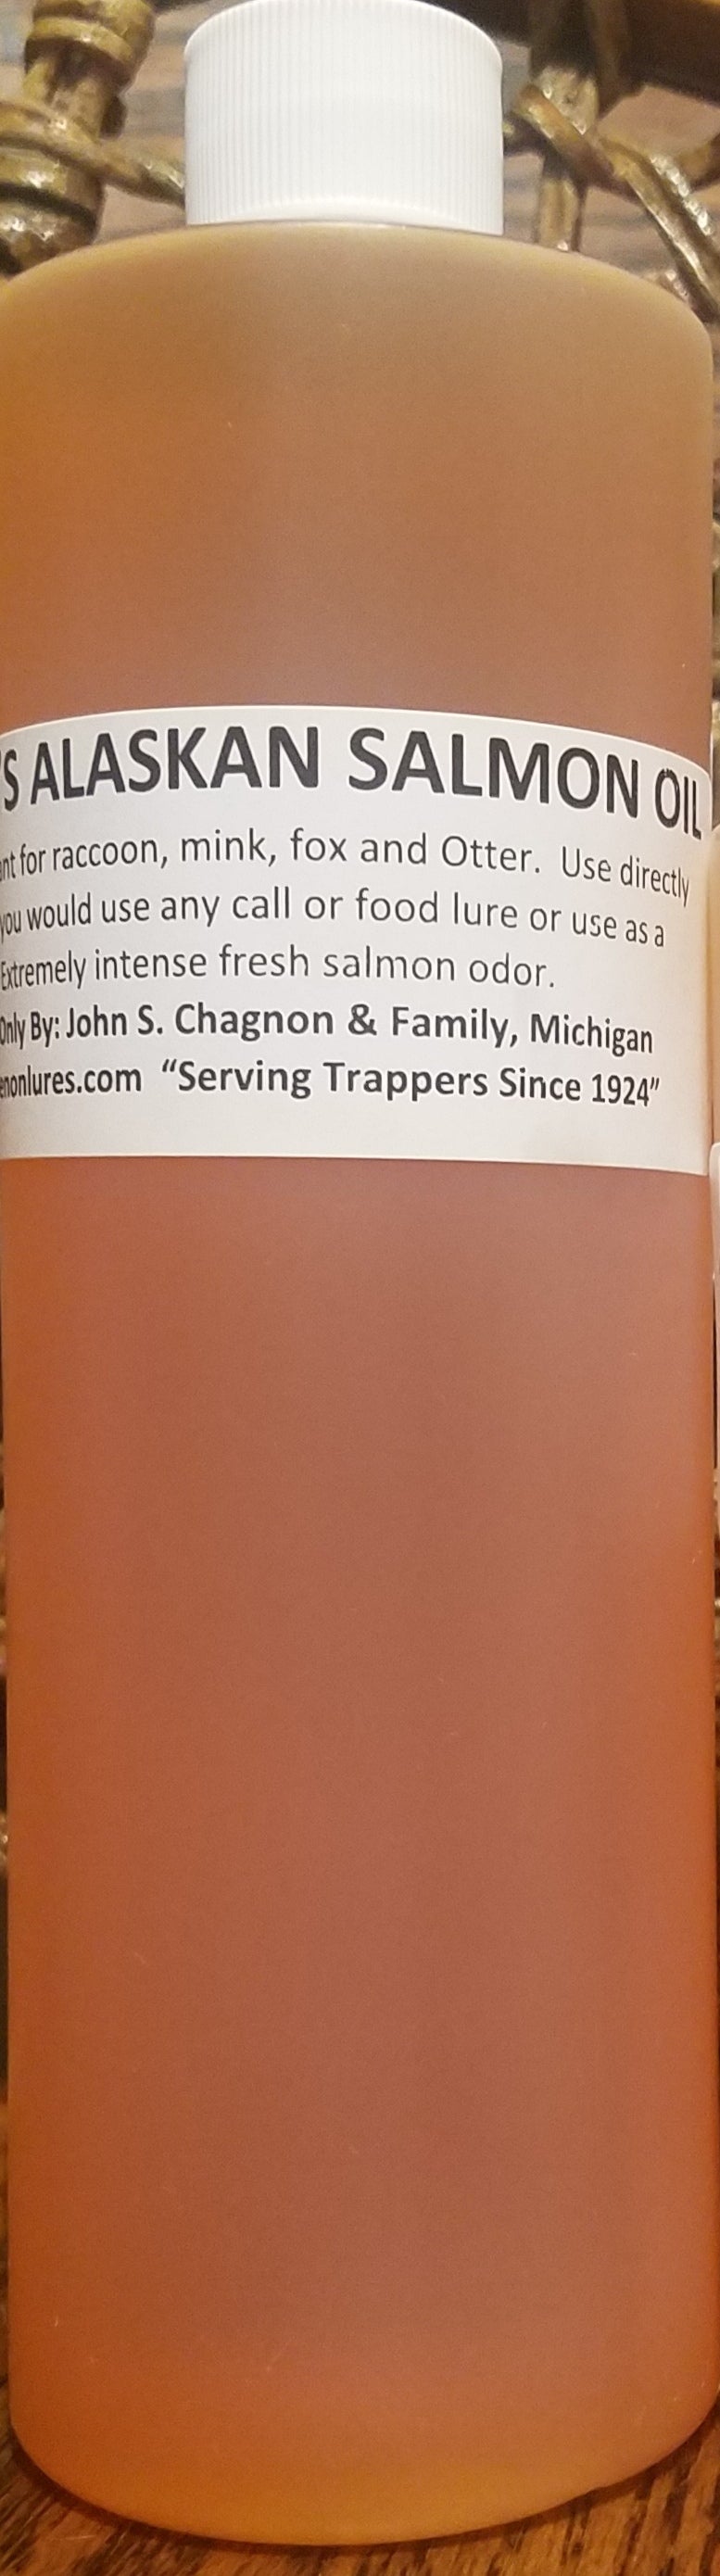 'S ALASKAN SALMON OIL
for raccoon, mink, fox and Otter. Use directly
you would use any call or food lure or use as a
Extremely intense fresh salmon odor.
Only By: John S. Chagnon & Family, Michigan
nonlures.com "Serving Trappers Since 1924"